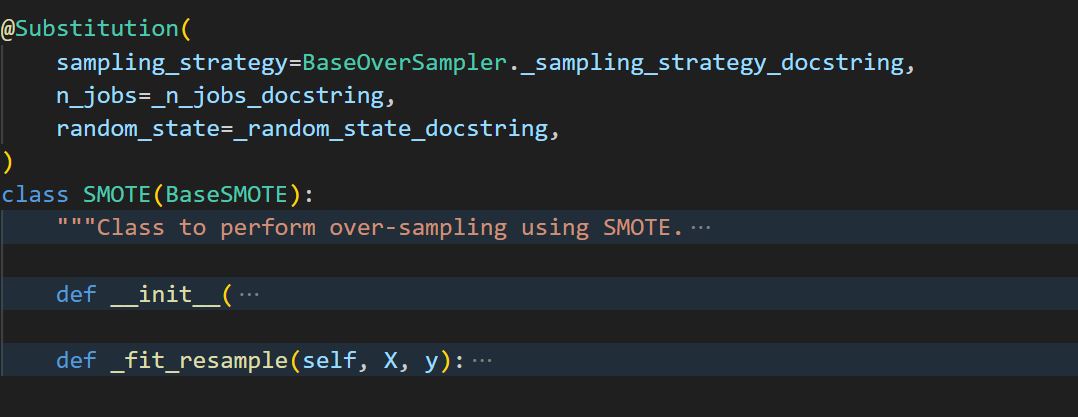 @Substitution(
    sampling_strategy=BaseOverSampler._sampling_strategy_docstring,
    n_jobs=_n_jobs_docstring,
    random_state=_random_state_docstring,
)
class SMOTE(BaseSMOTE):
    """Class to perform over-sampling using SMOTE.···
    def __init__(···
    def _fit_resample(self, X, y):···